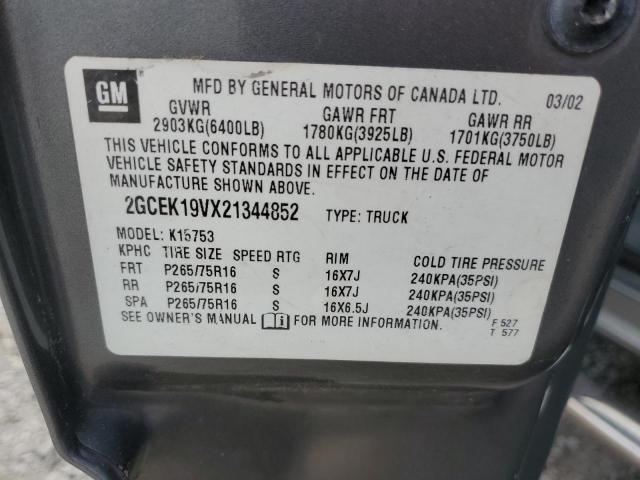 GM
MFD BY GENERAL MOTORS OF CANADA LTD. 03/02
GVWR GAWR FRT GAWR RR
2903KG(6400LB) 1780KG(3925LB) 1701KG(3750LB)
THIS VEHICLE CONFORMS TO ALL APPLICABLE U.S. FEDERAL MOTOR
VEHICLE SAFETY STANDARDS IN EFFECT ON THE DATE OF
MANUFACTURE SHOWN ABOVE.
2GCEK19VX21344852 TYPE: TRUCK
MODEL: K15753
KPHC TIRE SIZE SPEED RTG RIM COLD TIRE PRESSURE
FRT P265/75R16 S 16X7J 240KPA(35PSI)
RR P265/75R16 S 16X7J 240KPA(35PSI)
SPA P265/75R16 S 16X6.5J 240KPA(35PSI)
SEE OWNER'S MANUAL FOR MORE INFORMATION.
F 527
T 577